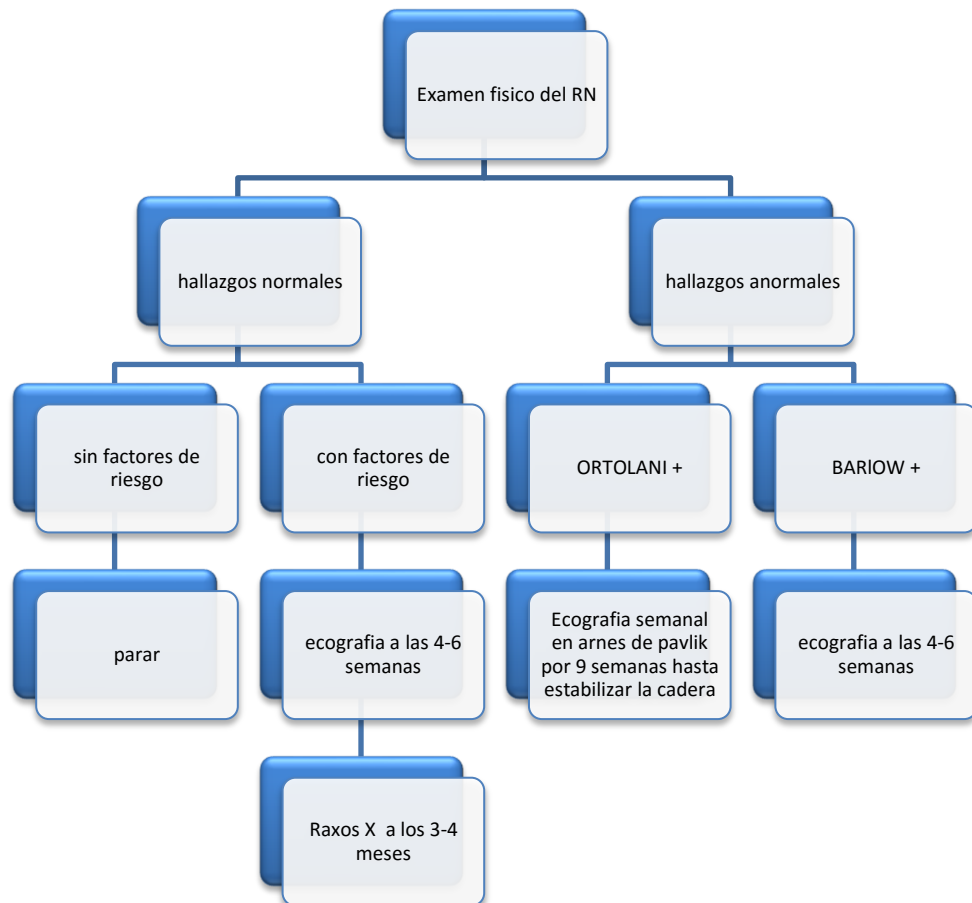 Examen fisico del RN
hallazgos normales
hallazgos anormales
sin factores de
riesgo
con factores de
riesgo
ORTOLANI +
BARlOW +
parar
ecografia a las 4-6
semanas
Ecografia semanal
en arnes de pavlik
por 9 semanas hasta
estabilizar la cadera
ecografia a las 4-6
semanas
Raxos X  a los 3-4
meses